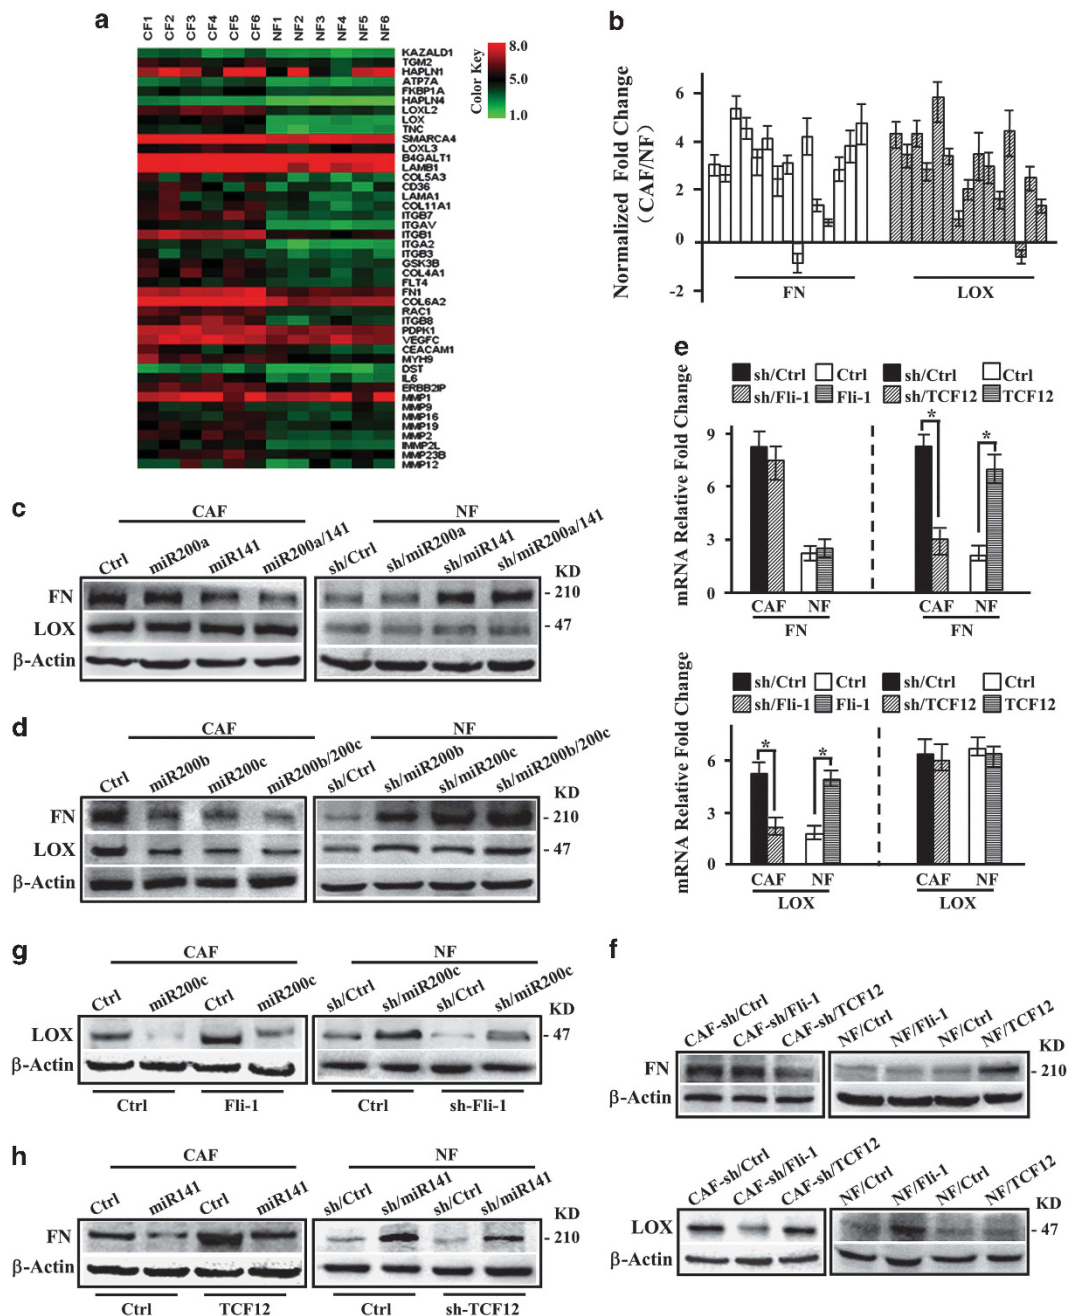 a
CF1 CF2 CF3 CF4 CF5 CF6 NF1 NF2 NF3 NF4 NF5 NF6
KAZALD1
TGM2
HAPLN1
ATP7A
FKBP1A
HAPLN4
LOXL2
LOX
TNC
SMARCA4
LOXL3
B4GALT1
LAMB1
COL5A3
CD36
LAMA1
COL11A1
ITGB7
ITGAV
ITGB1
ITGA2
ITGB3
GSK3B
COL4A1
FLT4
FN1
COL6A2
RAC1
ITGB8
PDPK1
VEGFC
CEACAM1
MYH9
DST
IL6
ERBB2IP
MMP1
MMP9
MMP16
MMP19
MMP2
IMMP2L
MMP23B
MMP12
Color Key
8.0
5.0
1.0
b
Normalized Fold Change
(CAF/NF)
6
4
2
0
-2
FN LOX
c
CAF NF
Ctrl miR200a miR141 miR200a/141 sh/Ctrl sh/miR200a sh/miR141 sh/miR200a/141
KD
FN - 210
LOX - 47
β-Actin
d
CAF NF
Ctrl miR200b miR200c miR200b/200c sh/Ctrl sh/miR200b sh/miR200c sh/miR200b/200c
KD
FN - 210
LOX - 47
β-Actin
e
sh/Ctrl Ctrl sh/Ctrl Ctrl
sh/Fli-1 Fli-1 sh/TCF12 TCF12
mRNA Relative Fold Change
9
6
3
0
* *
CAF NF CAF NF
FN FN
sh/Ctrl Ctrl sh/Ctrl Ctrl
sh/Fli-1 Fli-1 sh/TCF12 TCF12
mRNA Relative Fold Change
6
3
0
* *
CAF NF CAF NF
LOX LOX
g
CAF NF
Ctrl miR200c Ctrl miR200c sh/Ctrl sh/miR200c sh/Ctrl sh/miR200c
KD
LOX - 47
β-Actin
Ctrl Fli-1 Ctrl sh-Fli-1
f
CAF-sh/Ctrl CAF-sh/Fli-1 CAF-sh/TCF12 NF/Ctrl NF/Fli-1 NF/Ctrl NF/TCF12
KD
FN - 210
β-Actin
CAF-sh/Ctrl CAF-sh/Fli-1 CAF-sh/TCF12 NF/Ctrl NF/Fli-1 NF/Ctrl NF/TCF12
KD
LOX - 47
β-Actin
h
CAF NF
Ctrl miR141 Ctrl miR141 sh/Ctrl sh/miR141 sh/Ctrl sh/miR141
KD
FN - 210
β-Actin
Ctrl TCF12 Ctrl sh-TCF12